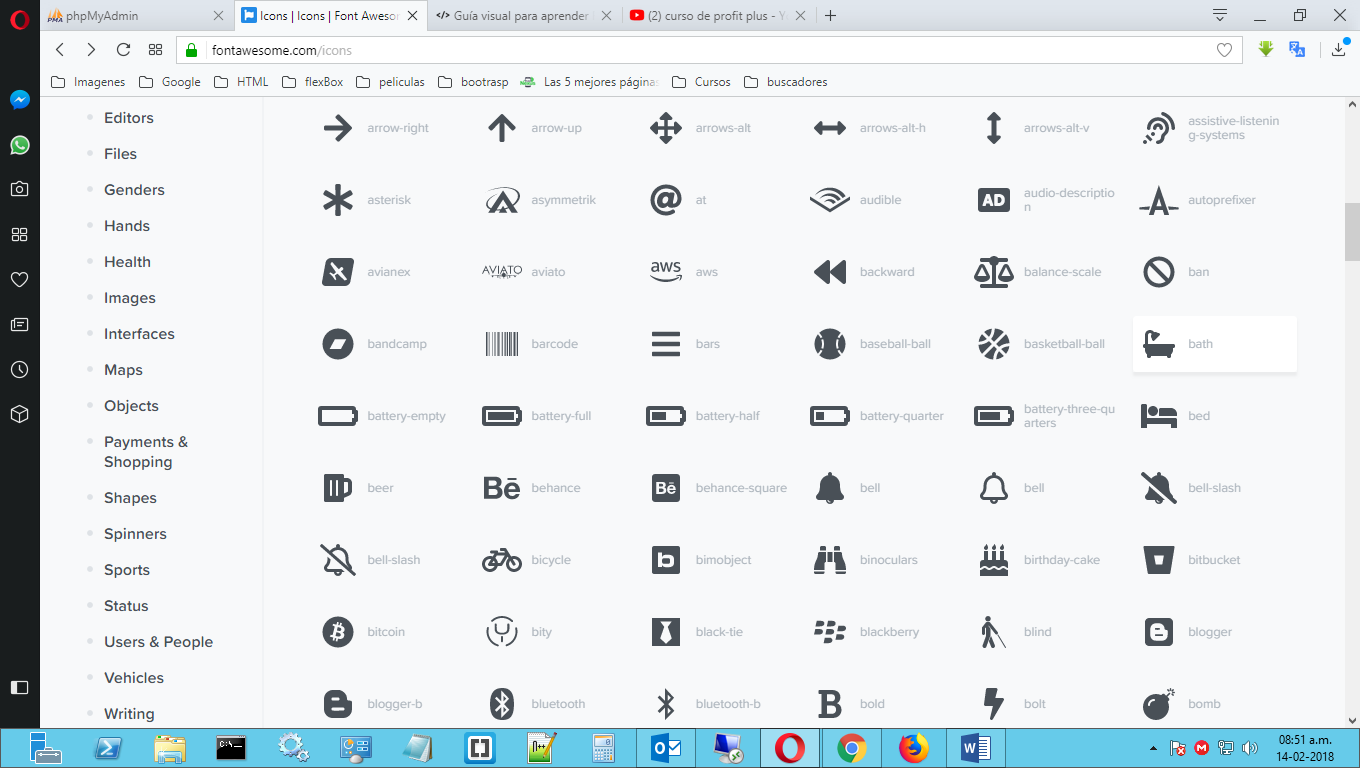 phpMyAdmin
Icons | Icons | Font Aweso
Guía visual para aprender
(2) curso de profit plus - Y
fontawesome.com/icons
Imagenes
Google
HTML
flexBox
peliculas
bootrasp
Las 5 mejores página
Cursos
buscadores
Editors
Files
Genders
Hands
Health
Images
Interfaces
Maps
Objects
Payments &
Shopping
Shapes
Spinners
Sports
Status
Users & People
Vehicles
Writing
arrow-right
arrow-up
arrows-alt
arrows-alt-h
arrows-alt-v
assistive-listenin
g-systems
asterisk
asymmetrik
at
audible
AD
audio-descriptio
n
autoprefixer
avianex
AVIATO
aviato
aws
aws
backward
balance-scale
ban
bandcamp
barcode
bars
baseball-ball
basketball-ball
bath
battery-empty
battery-full
battery-half
battery-quarter
battery-three-qu
arters
bed
beer
Bē
behance
Bē
behance-square
bell
bell
bell-slash
bell-slash
bicycle
bimobject
binoculars
birthday-cake
bitbucket
bitcoin
bity
black-tie
blackberry
blind
blogger
blogger-b
bluetooth
bluetooth-b
B
bold
bolt
bomb
08:51 a.m.
14-02-2018